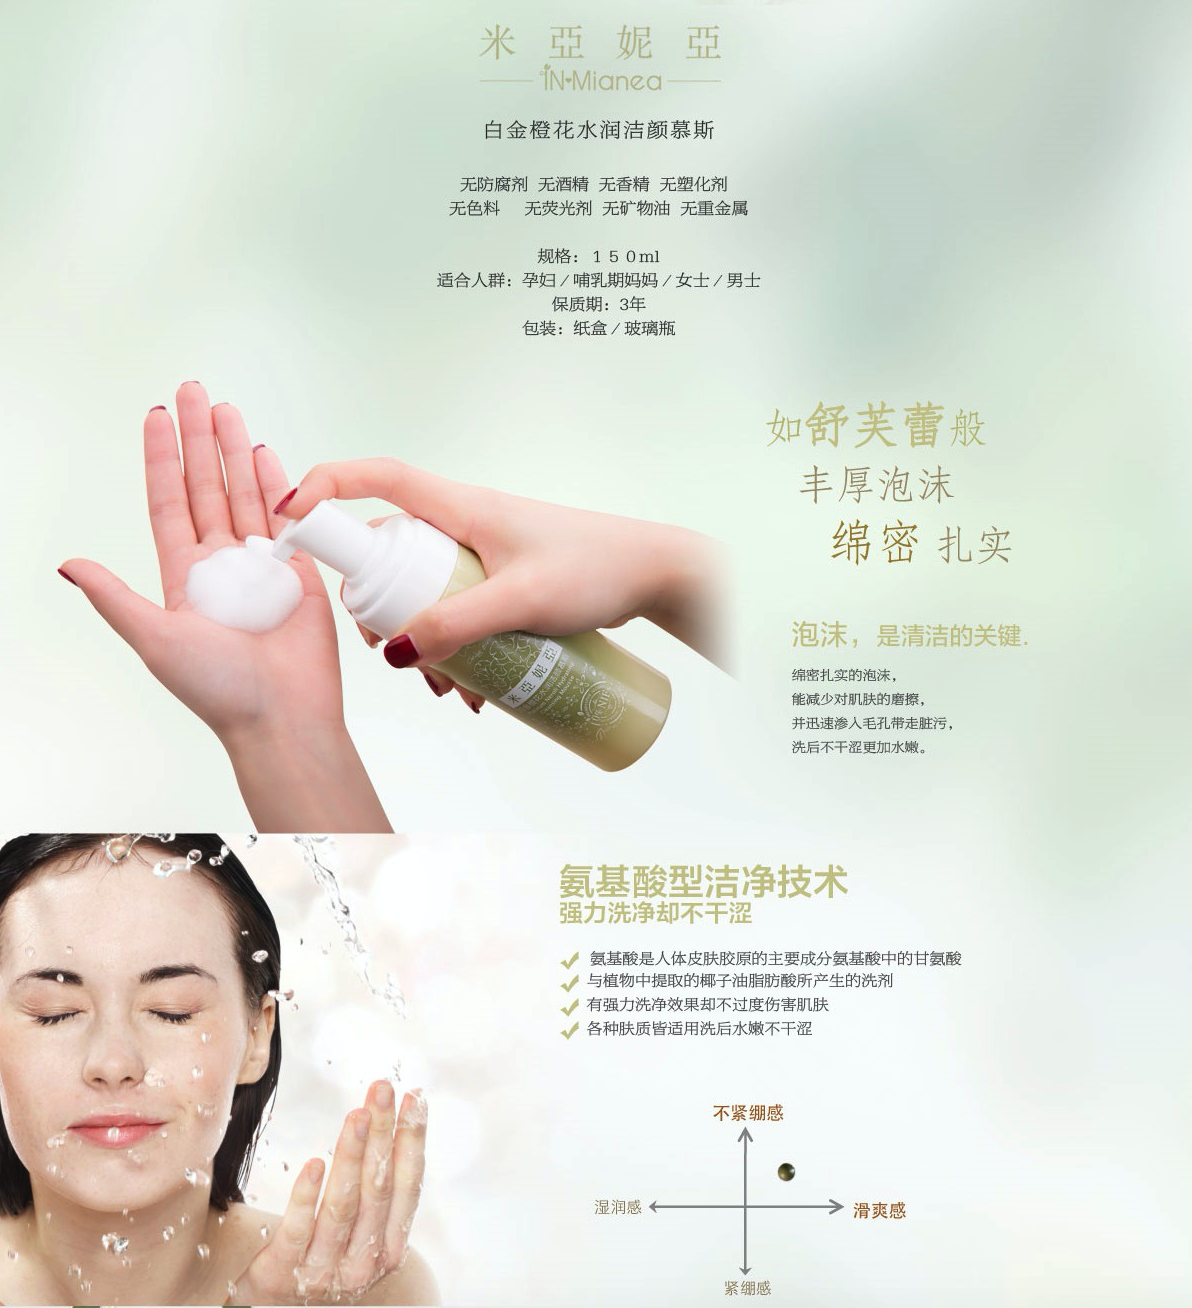 米亞妮亞
IN·Mianea
白金橙花水润洁颜慕斯
无防腐剂 无酒精 无香精 无塑化剂
无色料 无荧光剂 无矿物油 无重金属
规格：１５０ml
适合人群：孕妇／哺乳期妈妈／女士／男士
保质期：3年
包装：纸盒／玻璃瓶
如舒芙蕾般
丰厚泡沫
绵密 扎实
泡沫，是清洁的关键.
绵密扎实的泡沫，
能减少对肌肤的磨擦，
并迅速渗入毛孔带走脏污，
洗后不干涩更加水嫩。
米亞妮亞
氨基酸型洁净技术
强力洗净却不干涩
氨基酸是人体皮肤胶原的主要成分氨基酸中的甘氨酸
与植物中提取的椰子油脂肪酸所产生的洗剂
有强力洗净效果却不过度伤害肌肤
各种肤质皆适用洗后水嫩不干涩
不紧绷感
湿润感
滑爽感
紧绷感